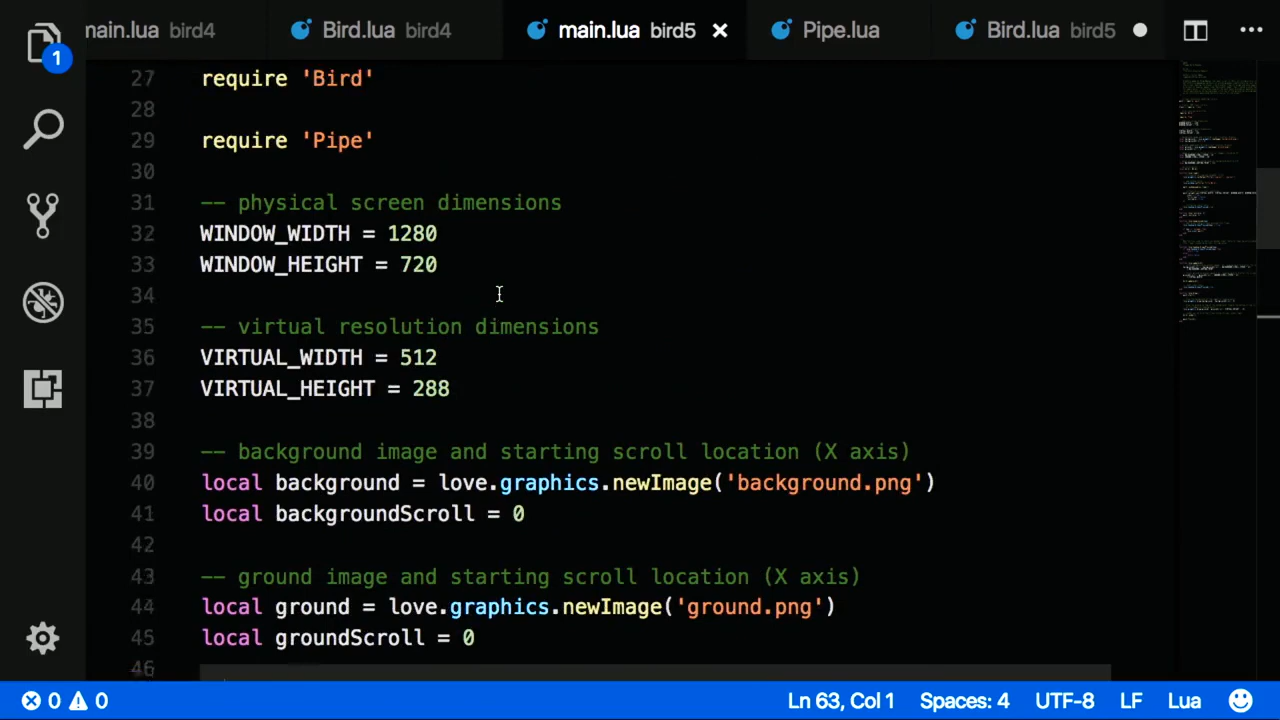 main.lua bird4
Bird.lua bird4
main.lua bird5
Pipe.lua
Bird.lua bird5
1
27 require 'Bird'
28
29 require 'Pipe'
30
31 -- physical screen dimensions
32 WINDOW_WIDTH = 1280
33 WINDOW_HEIGHT = 720
34
35 -- virtual resolution dimensions
36 VIRTUAL_WIDTH = 512
37 VIRTUAL_HEIGHT = 288
38
39 -- background image and starting scroll location (X axis)
40 local background = love.graphics.newImage('background.png')
41 local backgroundScroll = 0
42
43 -- ground image and starting scroll location (X axis)
44 local ground = love.graphics.newImage('ground.png')
45 local groundScroll = 0
46
0 0 Ln 63, Col 1 Spaces: 4 UTF-8 LF Lua